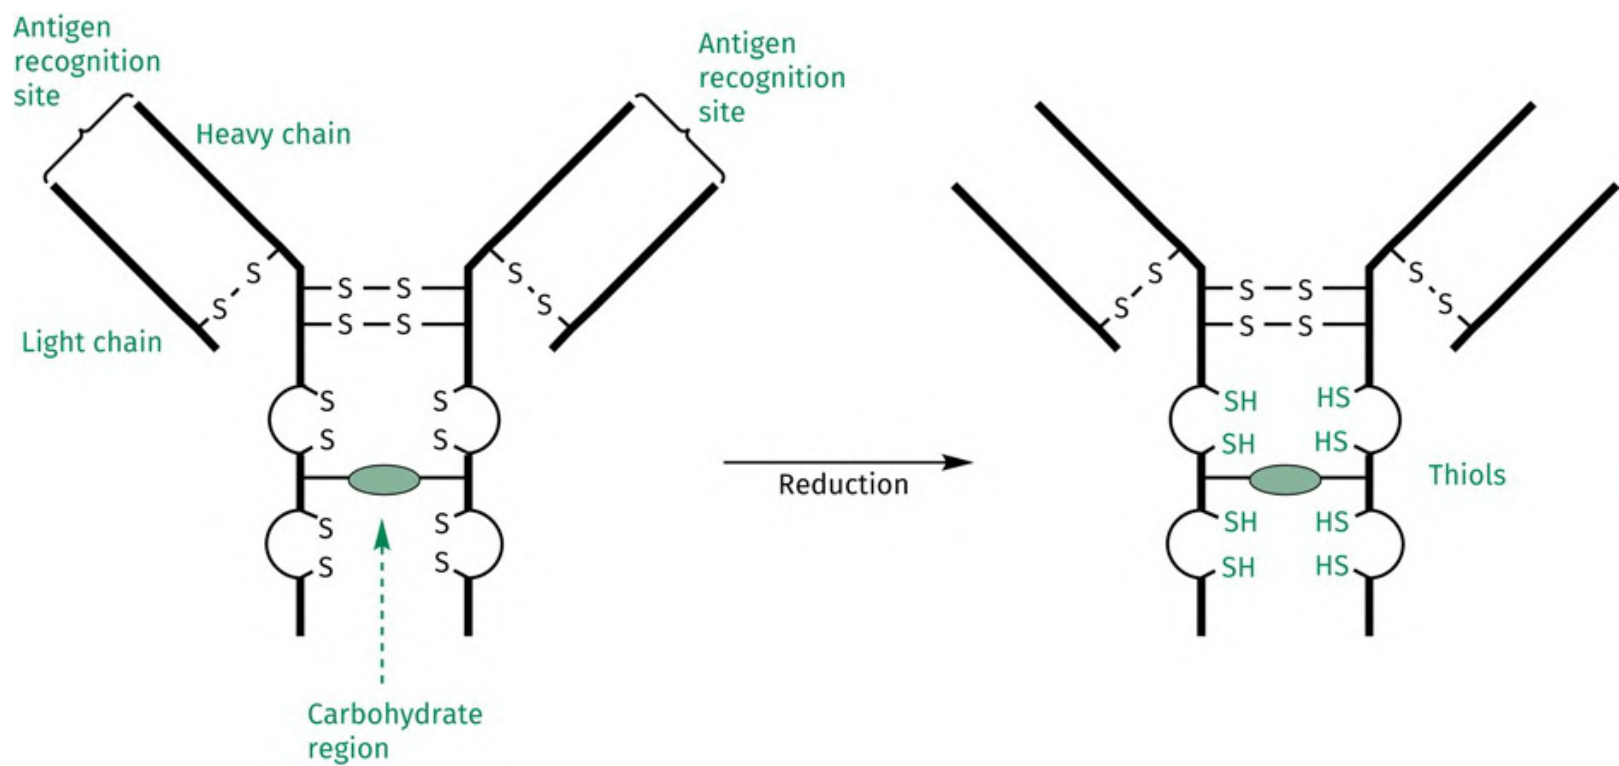 Antigen
recognition
site
Antigen
recognition
site
Heavy chain
Light chain
S
S
S — S
S — S
S
S
S
S
S
S
S
S
S
S
Carbohydrate
region
Reduction
S
S
S — S
S — S
S
S
SH
HS
SH
HS
Thiols
SH
HS
SH
HS